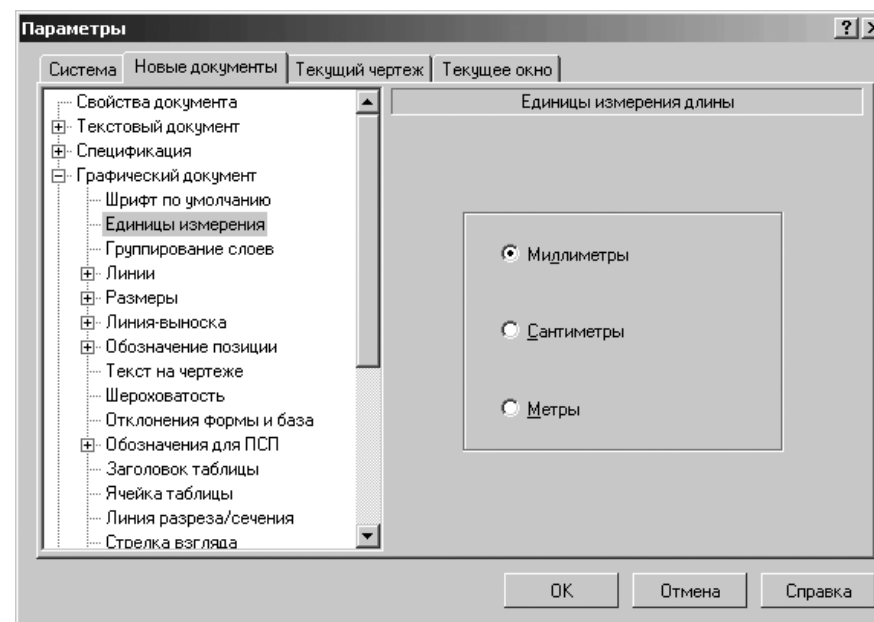 Параметры
Система Новые документы Текущий чертеж Текущее окно
Свойства документа
Текстовый документ
Спецификация
Графический документ
Шрифт по умолчанию
Единицы измерения
Группирование слоев
Линии
Размеры
Линия-выноска
Обозначение позиции
Текст на чертеже
Шероховатость
Отклонения формы и база
Обозначения для ПСП
Заголовок таблицы
Ячейка таблицы
Линия разреза/сечения
Стрелка взгляда
Единицы измерения длины
Миллиметры
Сантиметры
Метры
OK Отмена Справка